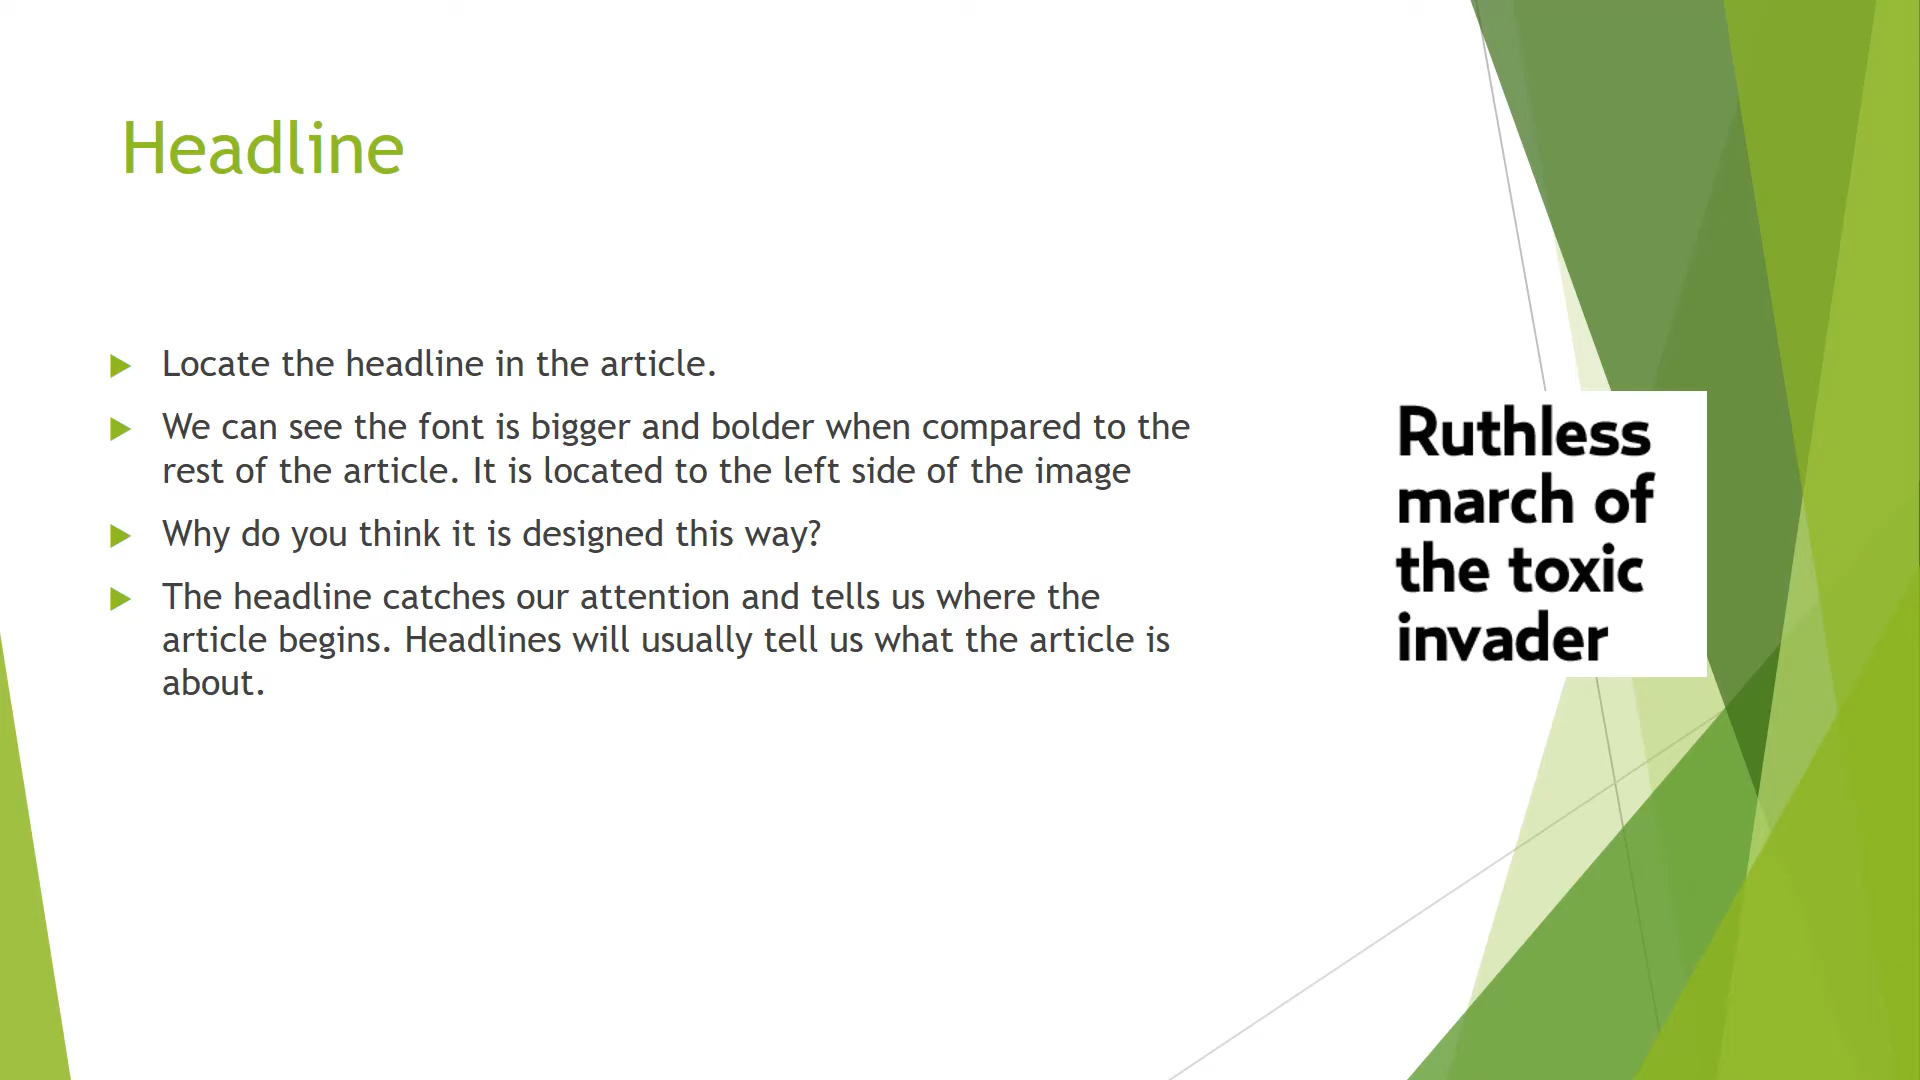 Headline
Locate the headline in the article.
We can see the font is bigger and bolder when compared to the
rest of the article. It is located to the left side of the image
Why do you think it is designed this way?
The headline catches our attention and tells us where the
article begins. Headlines will usually tell us what the article is
about.
Ruthless
march of
the toxic
invader